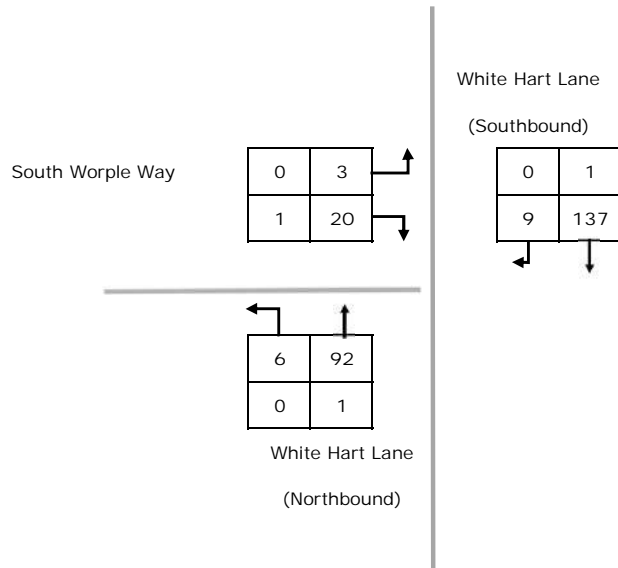 White Hart Lane
(Southbound)
South Worple Way
0 3
1 20
0 1
9 137
6 92
0 1
White Hart Lane
(Northbound)